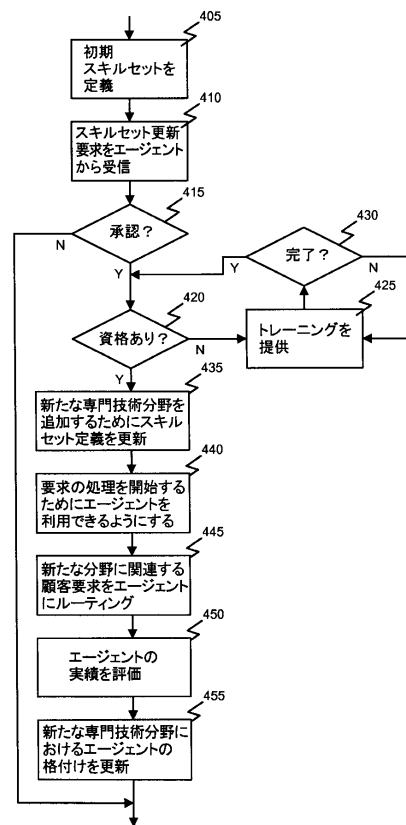 405
初期
スキルセットを
定義
410
スキルセット更新
要求をエージェント
から受信
415
承認？
N
Y
430
完了？
Y
N
425
トレーニングを
提供
420
資格あり？
N
Y
435
新たな専門技術分野を
追加するためにスキル
セット定義を更新
440
要求の処理を開始する
ためにエージェントを
利用できるようにする
445
新たな分野に関連する
顧客要求をエージェント
にルーティング
450
エージェントの
実績を評価
455
新たな専門技術分野に
おけるエージェントの
格付けを更新